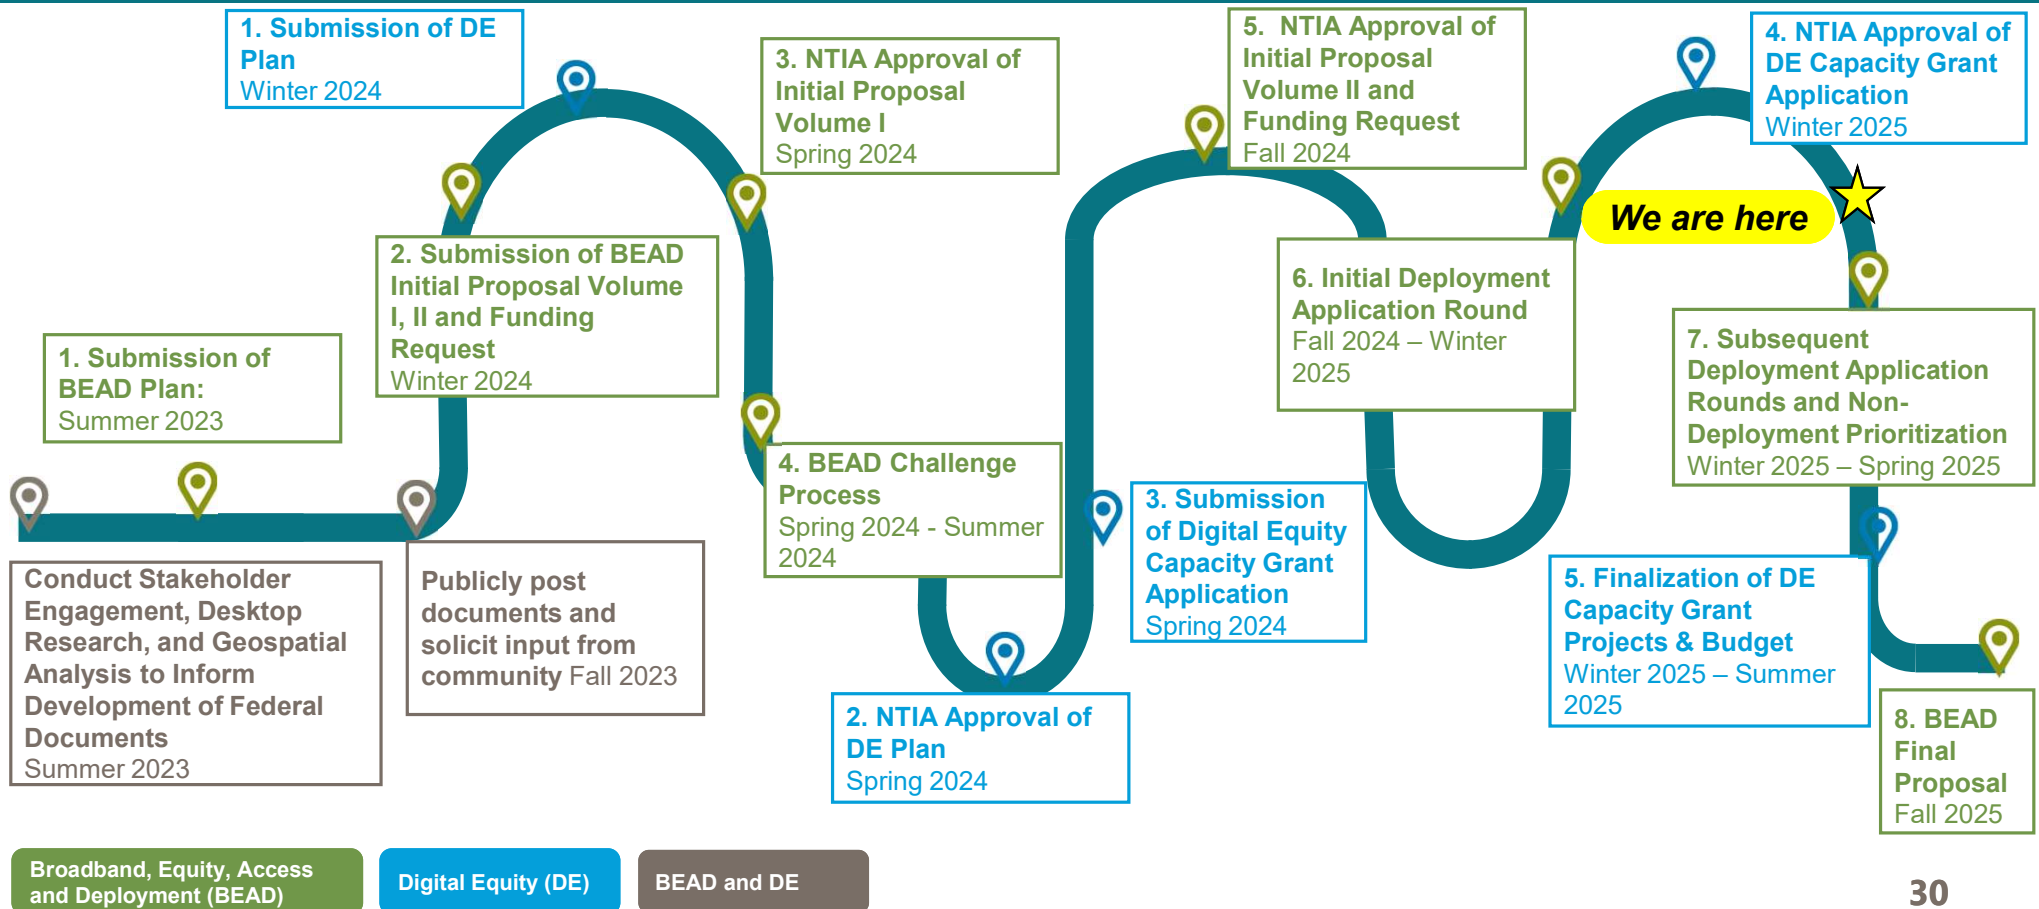 1. Submission of DE
Plan
Winter 2024
3. NTIA Approval of
Initial Proposal
Volume I
Spring 2024
5. NTIA Approval of
Initial Proposal
Volume II and
Funding Request
Fall 2024
4. NTIA Approval of
DE Capacity Grant
Application
Winter 2025
We are here
2. Submission of BEAD
Initial Proposal Volume
I, II and Funding
Request
Winter 2024
6. Initial Deployment
Application Round
Fall 2024 – Winter
2025
7. Subsequent
Deployment Application
Rounds and Non-
Deployment Prioritization
Winter 2025 – Spring 2025
1. Submission of
BEAD Plan:
Summer 2023
4. BEAD Challenge
Process
Spring 2024 - Summer
2024
3. Submission
of Digital Equity
Capacity Grant
Application
Spring 2024
Conduct Stakeholder
Engagement, Desktop
Research, and Geospatial
Analysis to Inform
Development of Federal
Documents
Summer 2023
Publicly post
documents and
solicit input from
community Fall 2023
5. Finalization of DE
Capacity Grant
Projects & Budget
Winter 2025 – Summer
2025
2. NTIA Approval of
DE Plan
Spring 2024
8. BEAD
Final
Proposal
Fall 2025
Broadband, Equity, Access
and Deployment (BEAD)
Digital Equity (DE)
BEAD and DE
30